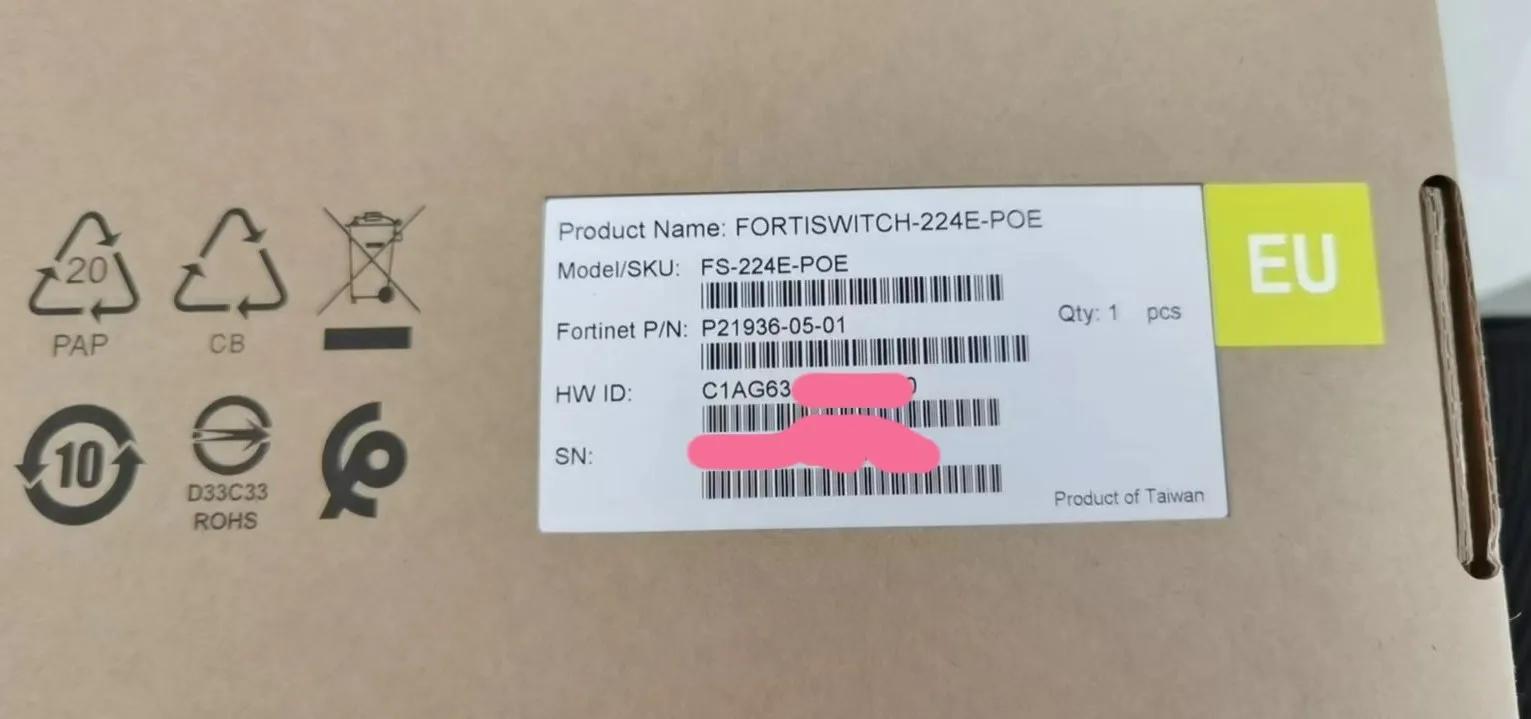 Product Name: FORTISWITCH-224E-POE
Model/SKU: FS-224E-POE
Fortinet P/N: P21936-05-01
Qty: 1 pcs
HW ID: C1AG63
SN:
Product of Taiwan
EU
20
PAP
CB
10
D33C33
ROHS